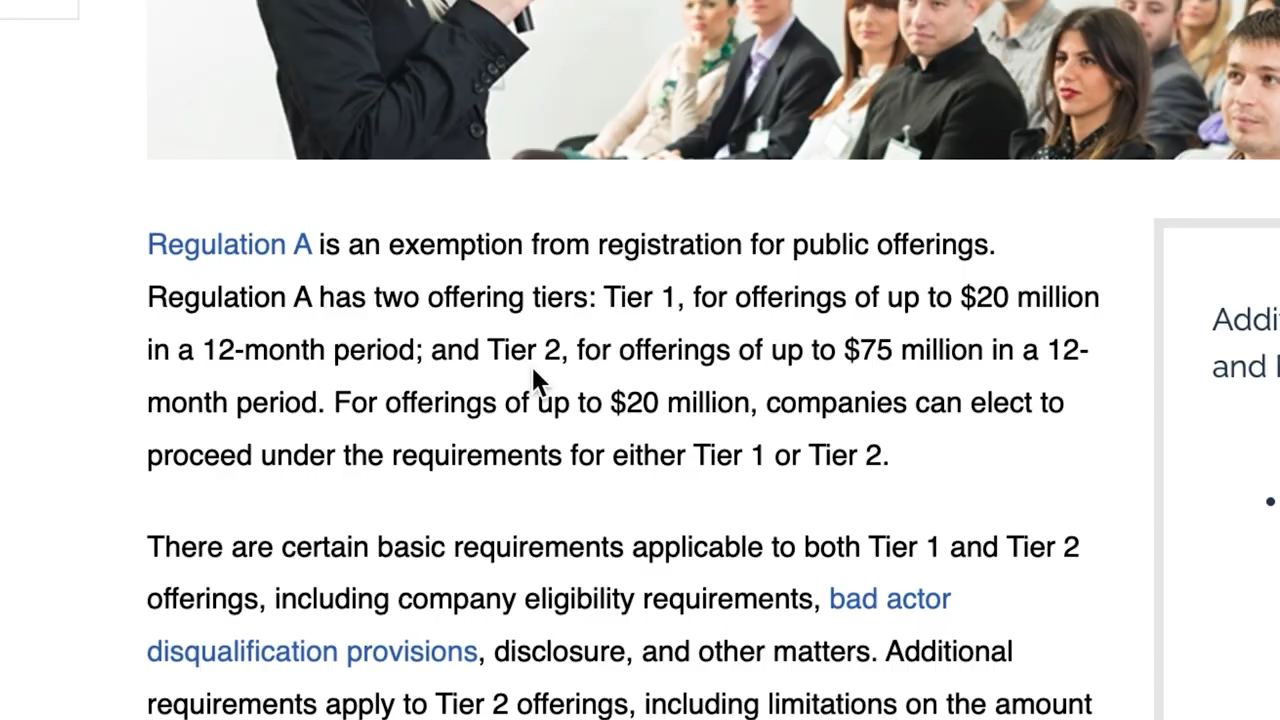 Regulation A is an exemption from registration for public offerings.
Regulation A has two offering tiers: Tier 1, for offerings of up to $20 million
in a 12-month period; and Tier 2, for offerings of up to $75 million in a 12-
month period. For offerings of up to $20 million, companies can elect to
proceed under the requirements for either Tier 1 or Tier 2.
There are certain basic requirements applicable to both Tier 1 and Tier 2
offerings, including company eligibility requirements, bad actor
disqualification provisions, disclosure, and other matters. Additional
requirements apply to Tier 2 offerings, including limitations on the amount
and